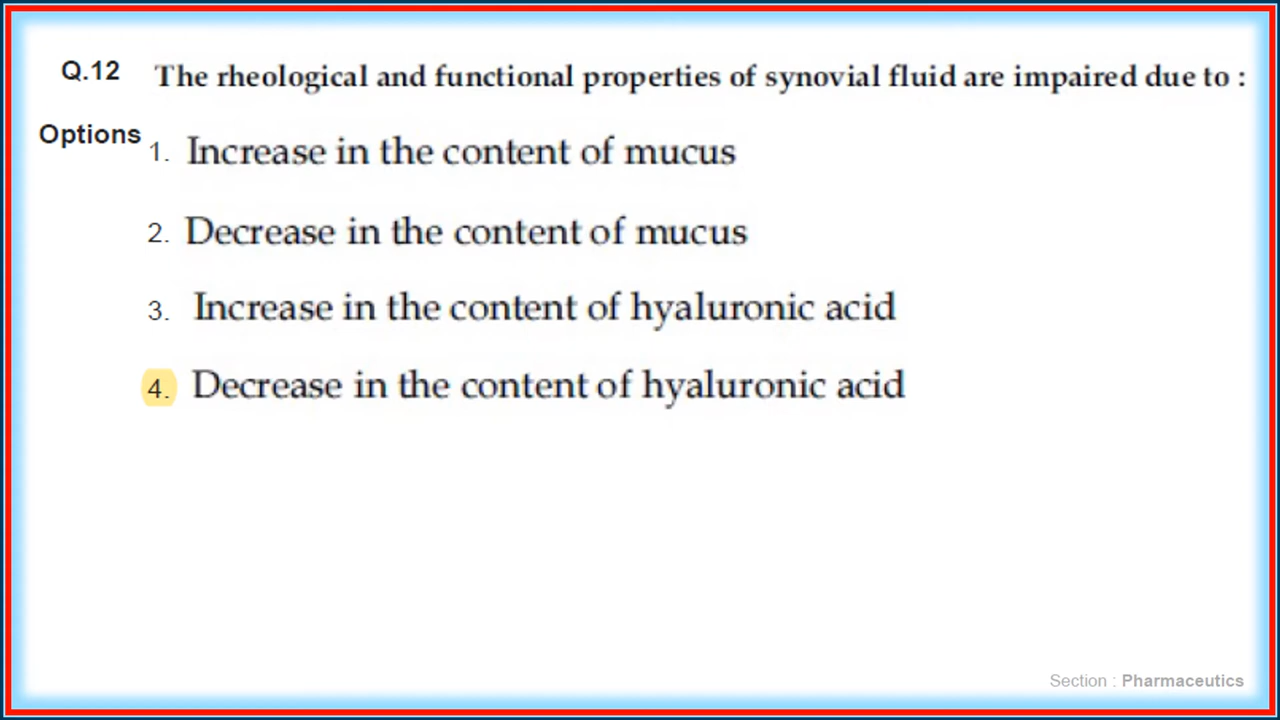 Q.12 The rheological and functional properties of synovial fluid are impaired due to :
Options 1. Increase in the content of mucus
2. Decrease in the content of mucus
3. Increase in the content of hyaluronic acid
4. Decrease in the content of hyaluronic acid
Section : Pharmaceutics